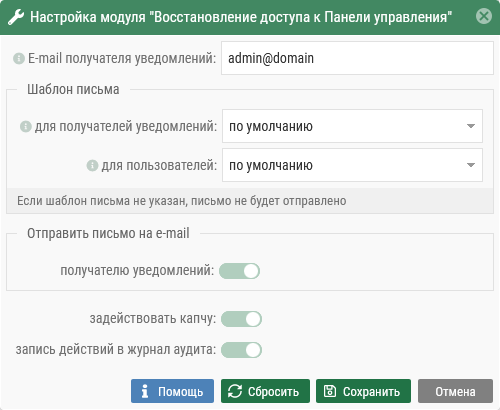 Настройка модуля "Восстановление доступа к Панели управления"
E-mail получателя уведомлений: admin@domain
Шаблон письма
для получателей уведомлений: по умолчанию
для пользователей: по умолчанию
Если шаблон письма не указан, письмо не будет отправлено
Отправить письмо на e-mail
получателю уведомлений:
задействовать капчу:
запись действий в журнал аудита:
Помощь Сбросить Сохранить Отмена